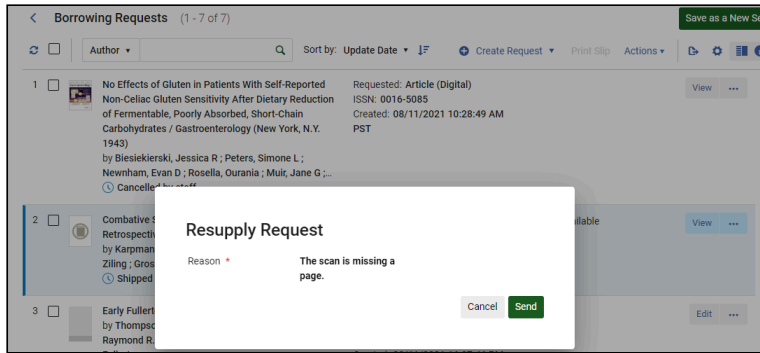 Borrowing Requests (1 - 7 of 7)
Save as a New Se
Author
Sort by: Update Date
Create Request
Print Slip
Actions
1
No Effects of Gluten in Patients With Self-Reported
Non-Celiac Gluten Sensitivity After Dietary Reduction
of Fermentable, Poorly Absorbed, Short-Chain
Carbohydrates / Gastroenterology (New York, N.Y.
1943)
by Biesiekierski, Jessica R ; Peters, Simone L ;
Newnham, Evan D ; Rosella, Ourania ; Muir, Jane G ;...
Cancelled by staff
Requested: Article (Digital)
ISSN: 0016-5085
Created: 08/11/2021 10:28:49 AM
PST
View
2
Combative S
Retrospectiv
by Karpman
Ziling ; Gros
Shipped
ilable
View
Resupply Request
Reason *
The scan is missing a
page.
Cancel
Send
3
Early Fullert
by Thompso
Raymond R.
Edit